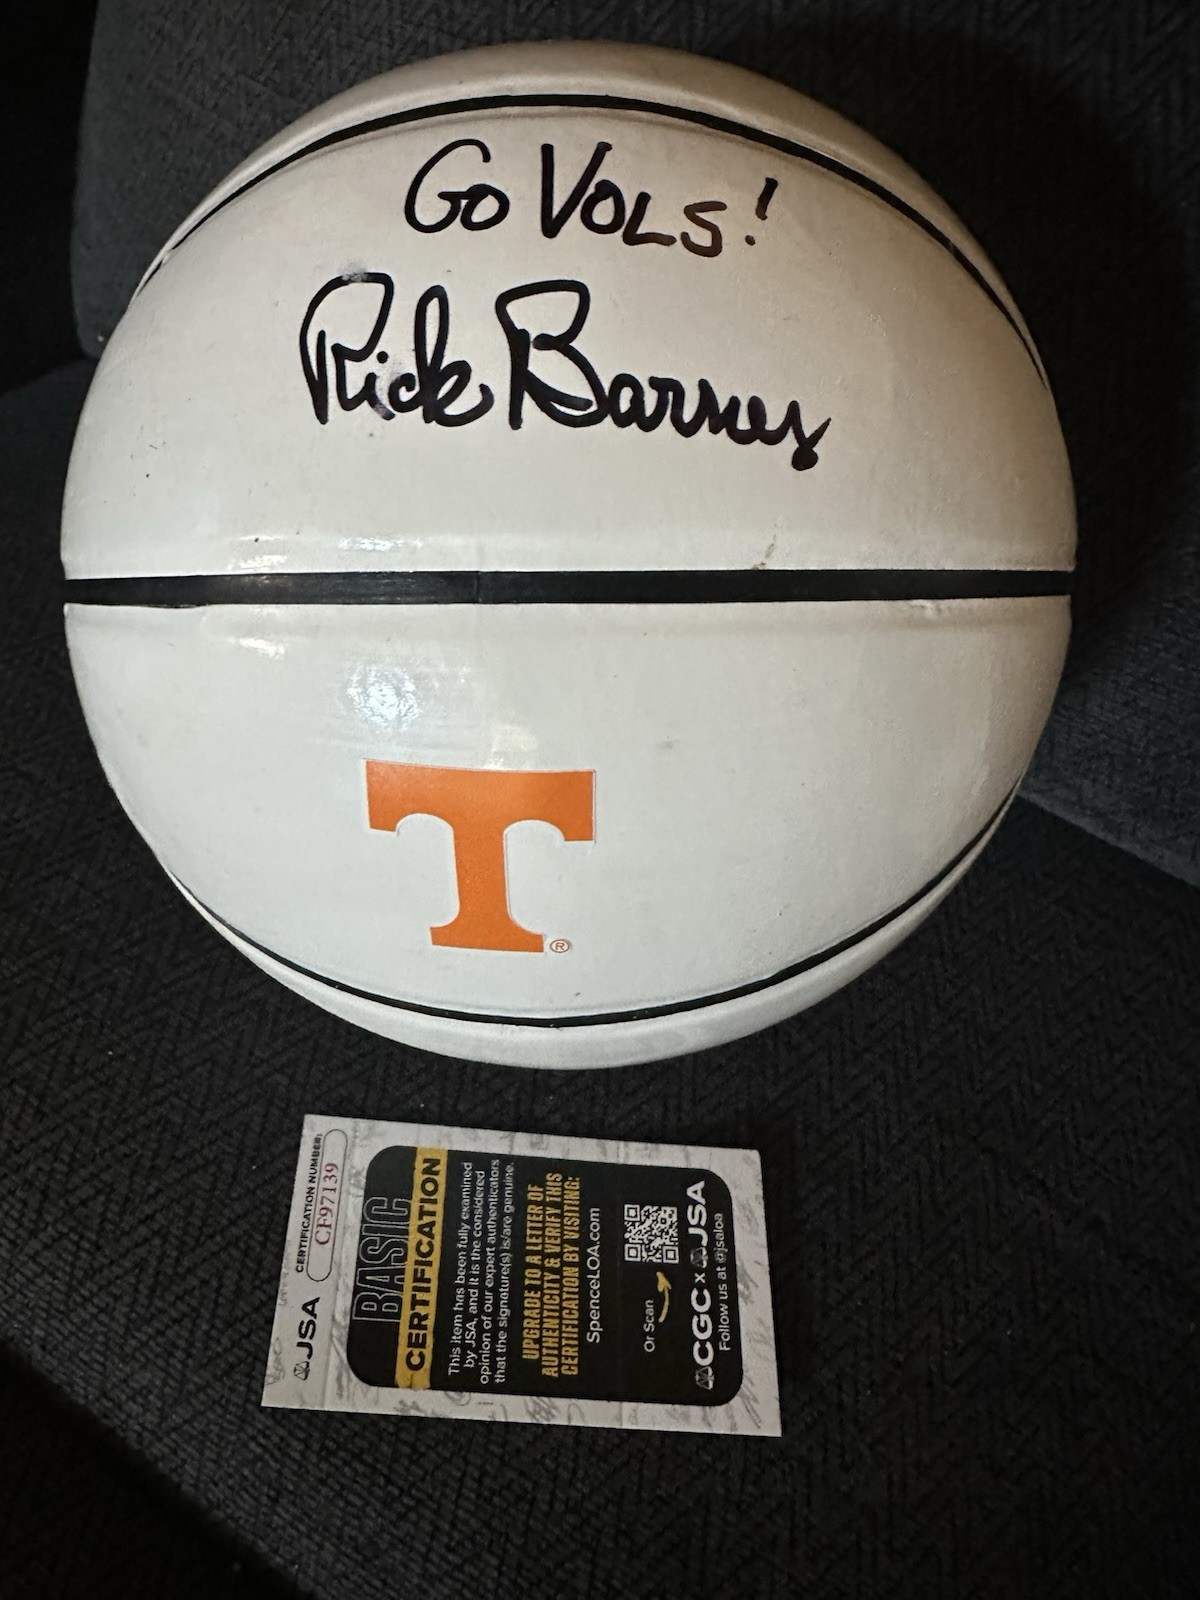 GO VOLS!
Rick Barnes
T
®
JSA
CERTIFICATION NUMBER:
CF97139
BASIC
CERTIFICATION
This item has been fully examined
by JSA, and it is the considered
opinion of our expert authenticators
that the signature(s) is/are genuine.
UPGRADE TO A LETTER OF
AUTHENTICITY & VERIFY THIS
CERTIFICATION BY VISITING:
SpenceLOA.com
Or Scan
CGC x JSA
Follow us at @jsaloa